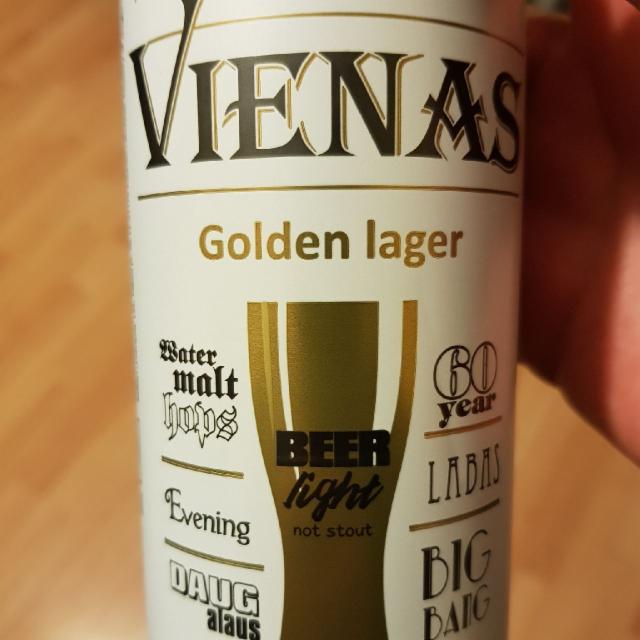 VIENAS
Golden lager
Water
malt
hops
Evening
DAUG
alaus
BEER
light
not stout
60
year
LABAS
BIG
BANG